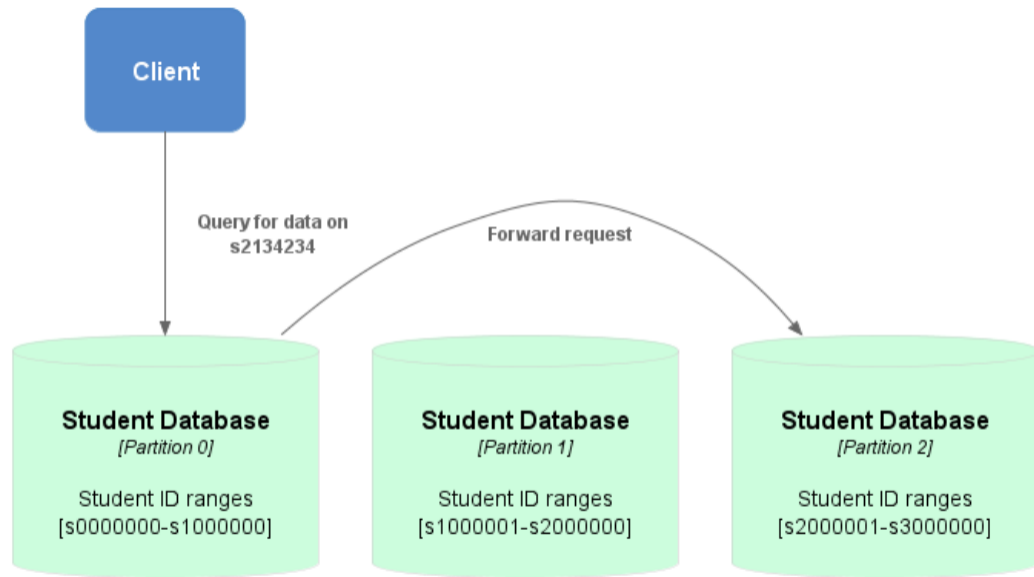 Client
Query for data on
s2134234
Forward request
Student Database
[Partition 0]
Student ID ranges
[s0000000-s1000000]
Student Database
[Partition 1]
Student ID ranges
[s1000001-s2000000]
Student Database
[Partition 2]
Student ID ranges
[s2000001-s3000000]